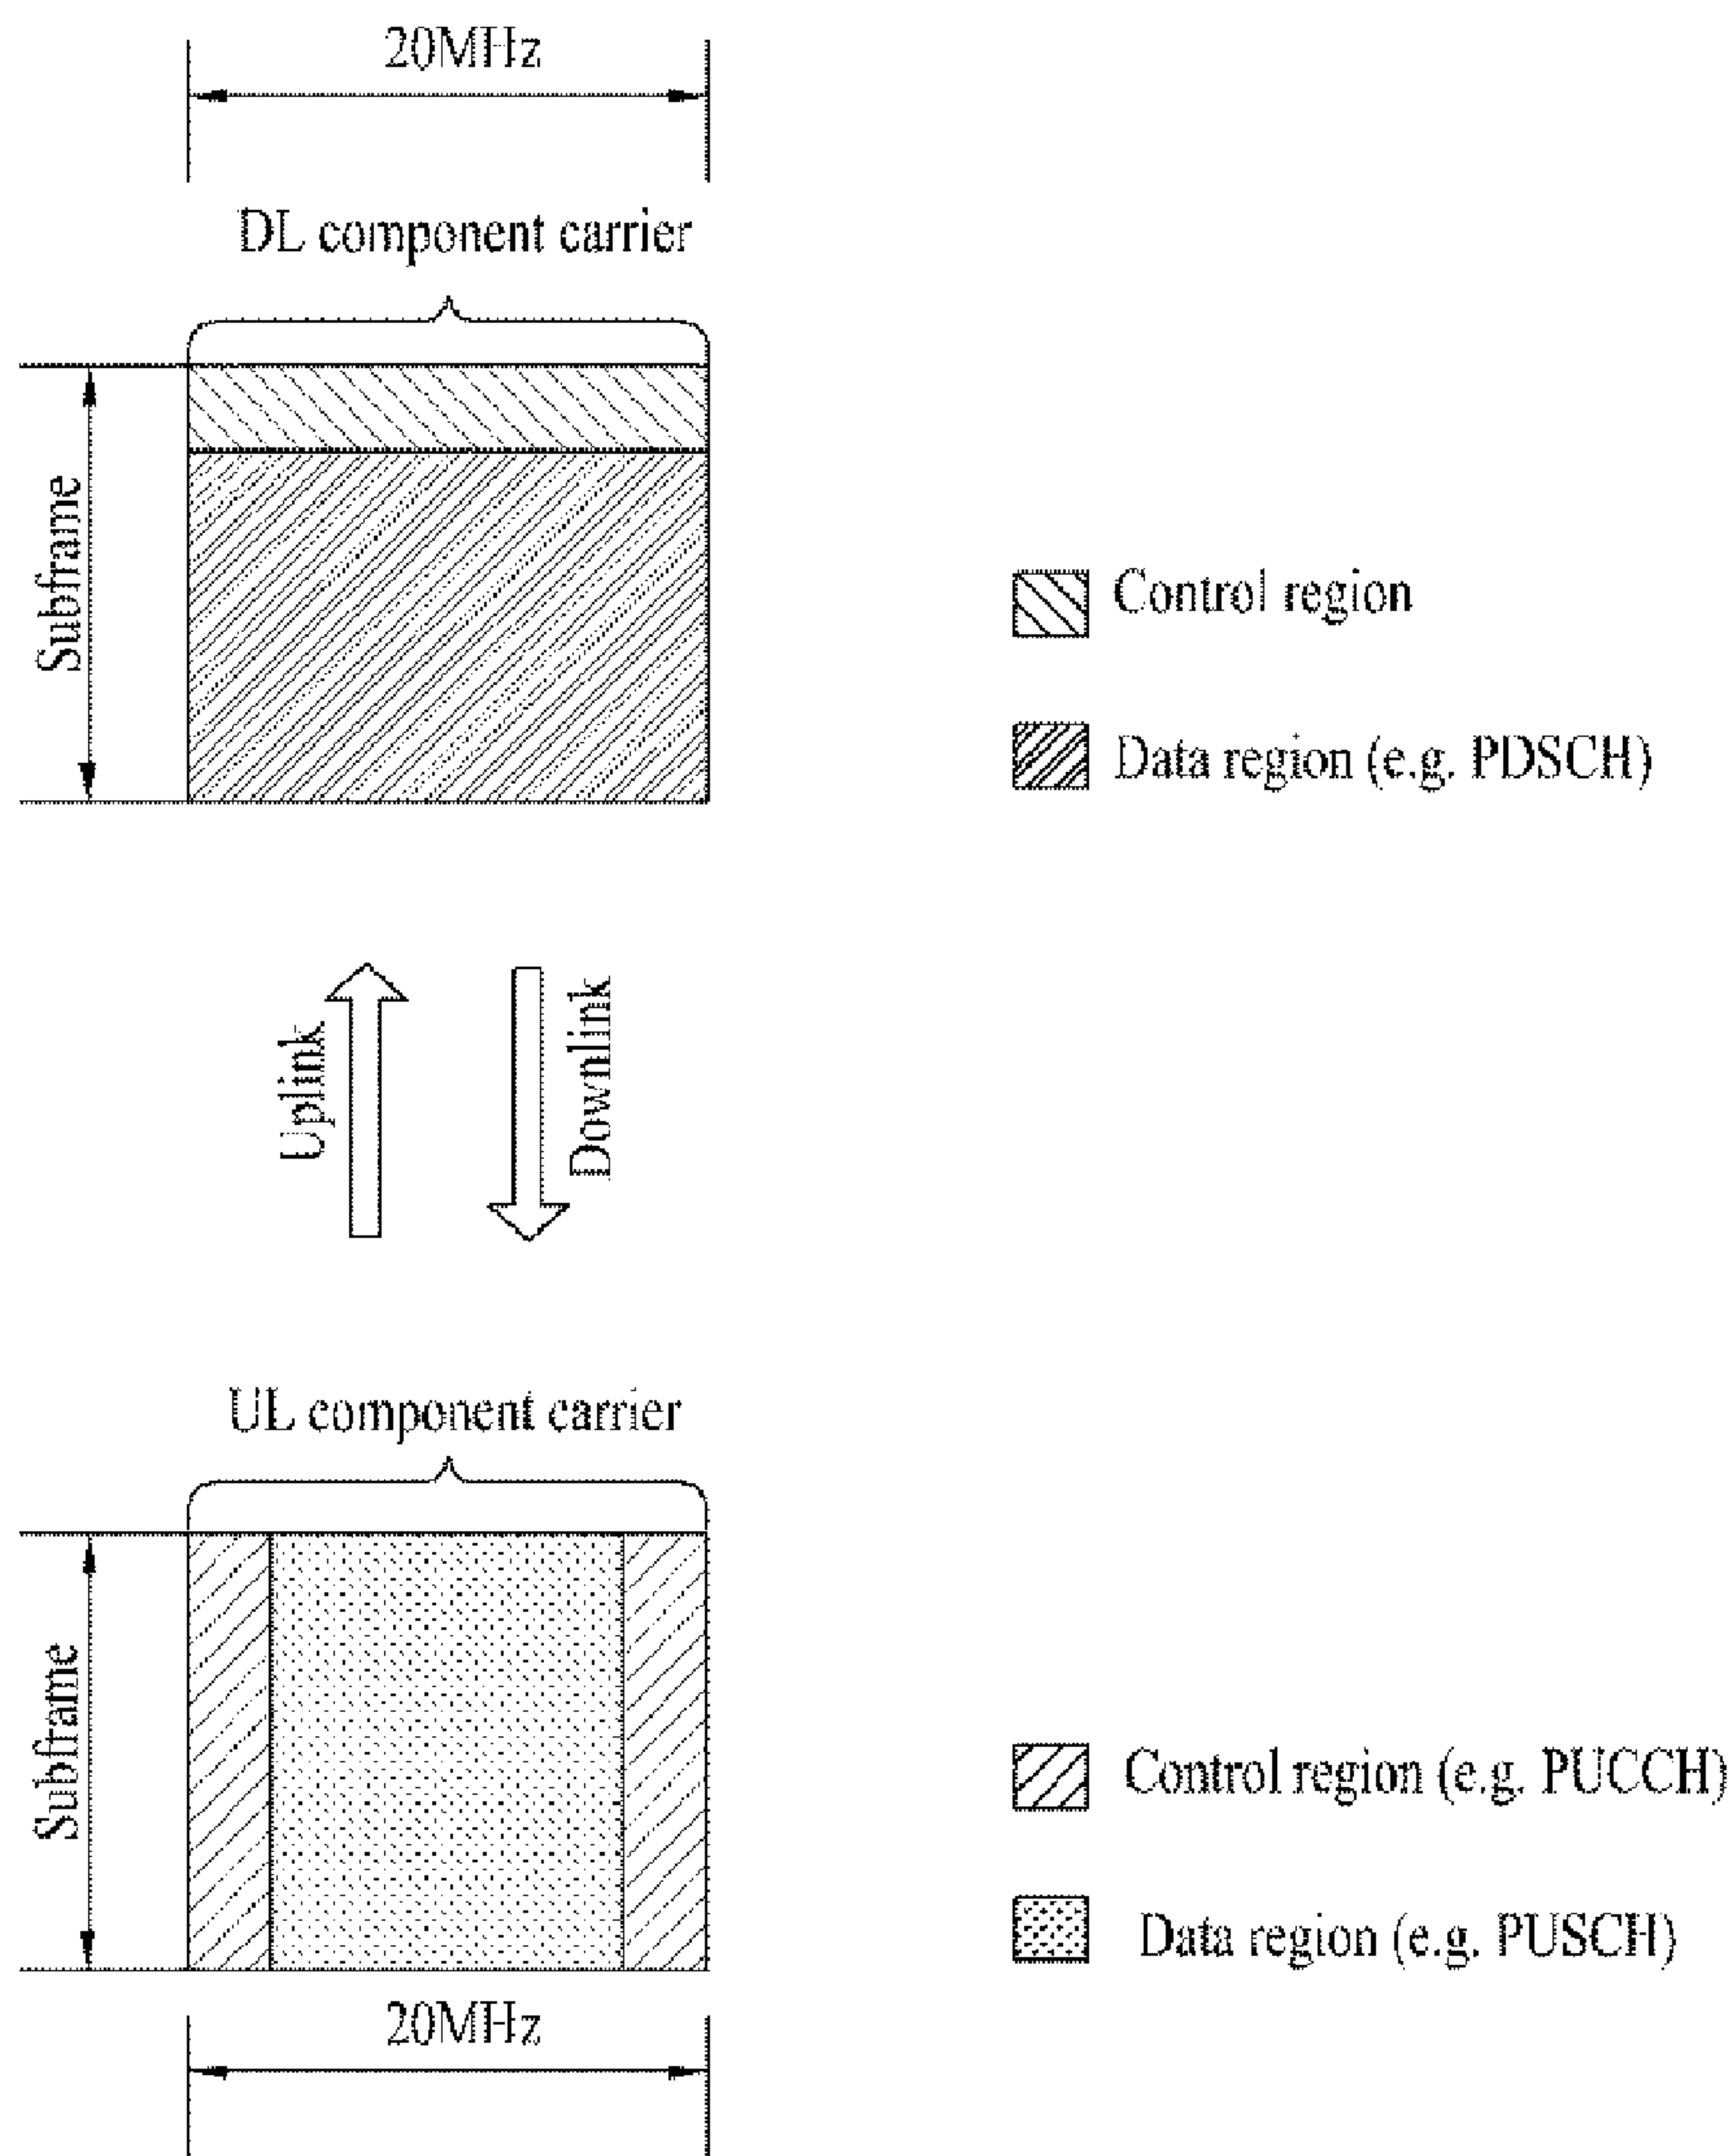 20MHz
DL component carrier
Subframe
Control region
Data region (e.g. PDSCH)
Uplink
Downlink
UL component carrier
Subframe
Control region (e.g. PUCCH)
Data region (e.g. PUSCH)
20MHz